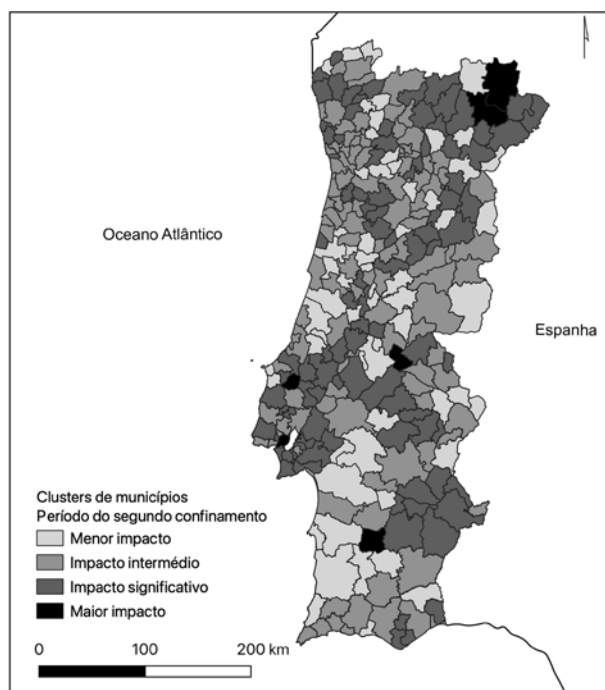 Oceano Atlântico
Espanha
Clusters de municípios
Período do segundo confinamento
Menor impacto
Impacto intermédio
Impacto significativo
Maior impacto
0 100 200 km